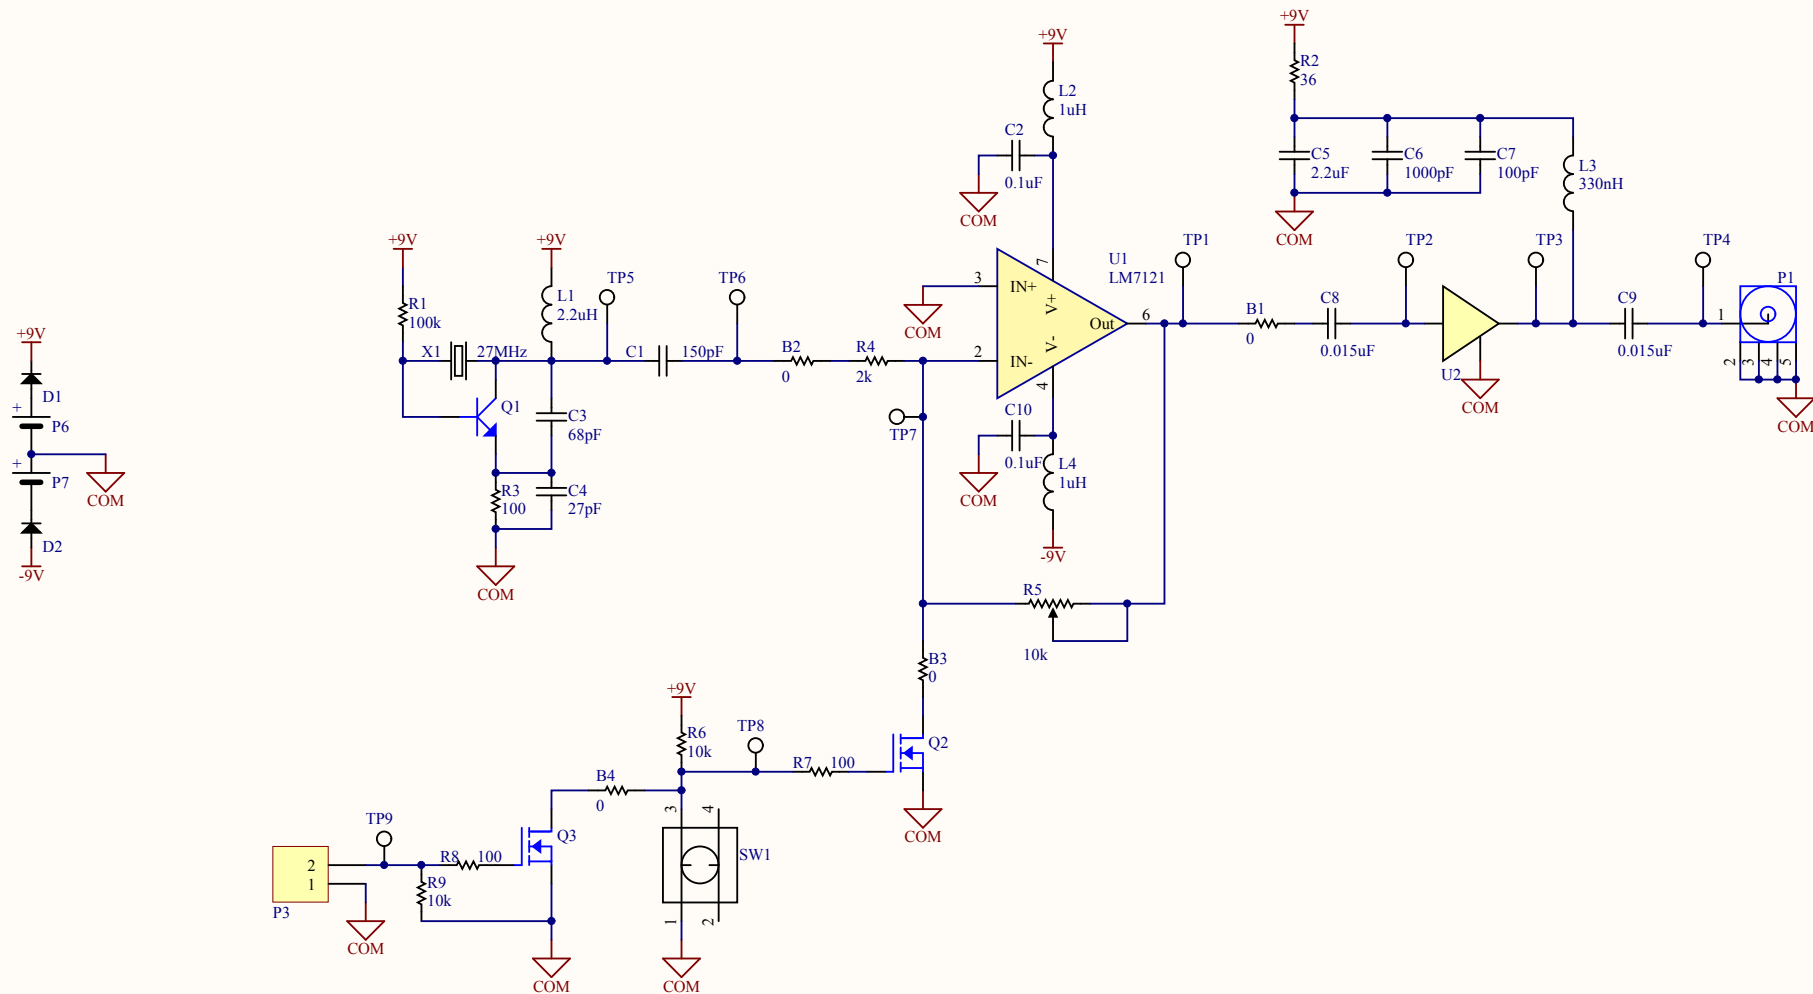 +9V
D1
+
P6
+
P7
COM
D2
-9V
+9V
R1
100k
X1
27MHz
+9V
L1
2.2uH
TP5
Q1
C3
68pF
R3
100
C4
27pF
COM
C1
150pF
TP6
B2
0
R4
2k
TP7
+9V
L2
1uH
C2
0.1uF
COM
3
IN+
COM
2
IN-
7
V+
V-
4
Out
6
U1
LM7121
C10
0.1uF
COM
L4
1uH
-9V
R5
10k
B3
0
TP1
B1
0
C8
0.015uF
TP2
U2
COM
TP3
+9V
R2
36
C5
2.2uF
C6
1000pF
C7
100pF
COM
L3
330nH
C9
0.015uF
TP4
P1
1
2
3
4
5
COM
+9V
R6
10k
TP8
R7
100
Q2
COM
B4
0
3
4
SW1
1
2
COM
Q3
COM
TP9
R8
100
R9
10k
2
1
P3
COM